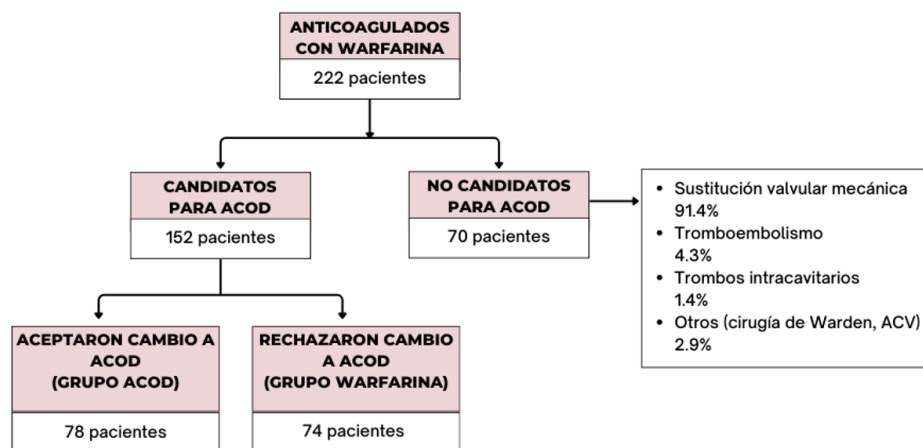 ANTICOAGULADOS
CON WARFARINA
222 pacientes
CANDIDATOS
PARA ACOD
152 pacientes
NO CANDIDATOS
PARA ACOD
70 pacientes
• Sustitución valvular mecánica
91.4%
• Tromboembolismo
4.3%
• Trombos intracavitarios
1.4%
• Otros (cirugía de Warden, ACV)
2.9%
ACEPTARON CAMBIO A
ACOD
(GRUPO ACOD)
78 pacientes
RECHAZARON CAMBIO
A ACOD
(GRUPO WARFARINA)
74 pacientes